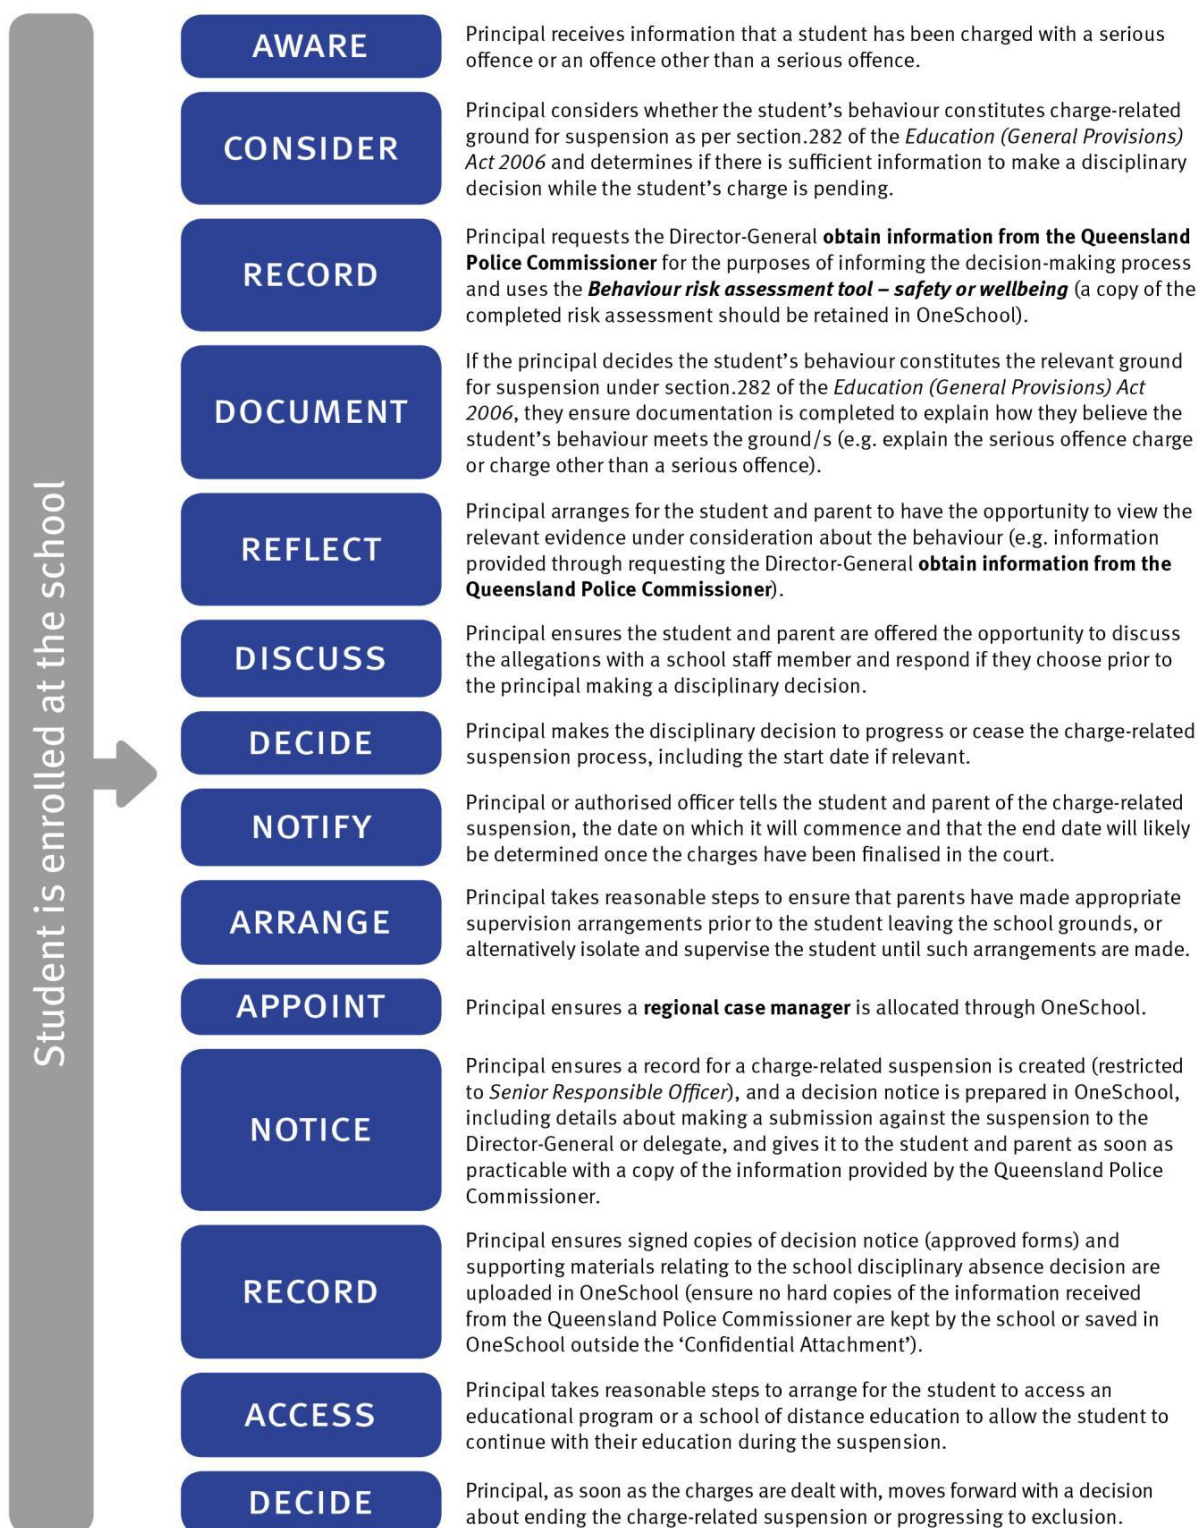 Student is enrolled at the school
AWARE
Principal receives information that a student has been charged with a serious
offence or an offence other than a serious offence.
CONSIDER
Principal considers whether the student's behaviour constitutes charge-related
ground for suspension as per section.282 of the Education (General Provisions)
Act 2006 and determines if there is sufficient information to make a disciplinary
decision while the student's charge is pending.
RECORD
Principal requests the Director-General obtain information from the Queensland
Police Commissioner for the purposes of informing the decision-making process
and uses the Behaviour risk assessment tool – safety or wellbeing (a copy of the
completed risk assessment should be retained in OneSchool).
DOCUMENT
If the principal decides the student's behaviour constitutes the relevant ground
for suspension under section.282 of the Education (General Provisions) Act
2006, they ensure documentation is completed to explain how they believe the
student's behaviour meets the ground/s (e.g. explain the serious offence charge
or charge other than a serious offence).
REFLECT
Principal arranges for the student and parent to have the opportunity to view the
relevant evidence under consideration about the behaviour (e.g. information
provided through requesting the Director-General obtain information from the
Queensland Police Commissioner).
DISCUSS
Principal ensures the student and parent are offered the opportunity to discuss
the allegations with a school staff member and respond if they choose prior to
the principal making a disciplinary decision.
DECIDE
Principal makes the disciplinary decision to progress or cease the charge-related
suspension process, including the start date if relevant.
NOTIFY
Principal or authorised officer tells the student and parent of the charge-related
suspension, the date on which it will commence and that the end date will likely
be determined once the charges have been finalised in the court.
ARRANGE
Principal takes reasonable steps to ensure that parents have made appropriate
supervision arrangements prior to the student leaving the school grounds, or
alternatively isolate and supervise the student until such arrangements are made.
APPOINT
Principal ensures a regional case manager is allocated through OneSchool.
NOTICE
Principal ensures a record for a charge-related suspension is created (restricted
to Senior Responsible Officer), and a decision notice is prepared in OneSchool,
including details about making a submission against the suspension to the
Director-General or delegate, and gives it to the student and parent as soon as
practicable with a copy of the information provided by the Queensland Police
Commissioner.
RECORD
Principal ensures signed copies of decision notice (approved forms) and
supporting materials relating to the school disciplinary absence decision are
uploaded in OneSchool (ensure no hard copies of the information received
from the Queensland Police Commissioner are kept by the school or saved in
OneSchool outside the 'Confidential Attachment').
ACCESS
Principal takes reasonable steps to arrange for the student to access an
educational program or a school of distance education to allow the student to
continue with their education during the suspension.
DECIDE
Principal, as soon as the charges are dealt with, moves forward with a decision
about ending the charge-related suspension or progressing to exclusion.